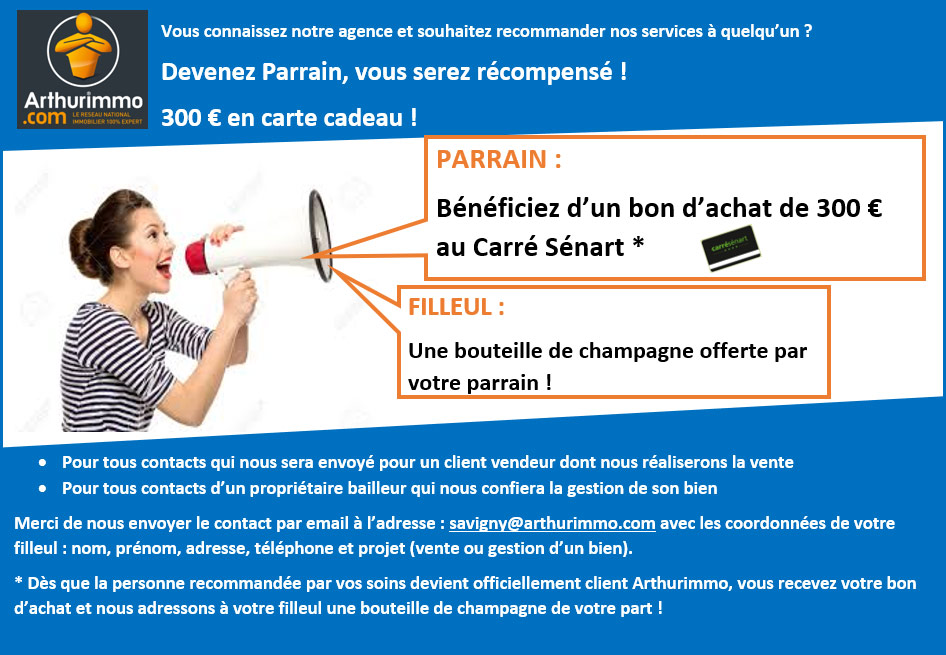 Arthurimmo
.com LE RESEAU NATIONAL
IMMOBILIER 100% EXPERT
Vous connaissez notre agence et souhaitez recommander nos services à quelqu'un ?
Devenez Parrain, vous serez récompensé !
300 € en carte cadeau !
PARRAIN :
Bénéficiez d'un bon d'achat de 300 €
au Carré Sénart *
carrésénart
FILLEUL :
Une bouteille de champagne offerte par
votre parrain !
• Pour tous contacts qui nous sera envoyé pour un client vendeur dont nous réaliserons la vente
• Pour tous contacts d'un propriétaire bailleur qui nous confiera la gestion de son bien
Merci de nous envoyer le contact par email à l'adresse : savigny@arthurimmo.com avec les coordonnées de votre
filleul : nom, prénom, adresse, téléphone et projet (vente ou gestion d'un bien).
* Dès que la personne recommandée par vos soins devient officiellement client Arthurimmo, vous recevez votre bon
d'achat et nous adressons à votre filleul une bouteille de champagne de votre part !